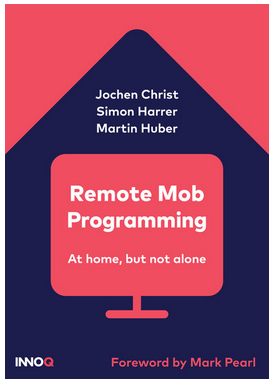 Jochen Christ
Simon Harrer
Martin Huber
Remote Mob
Programming
At home, but not alone
INNOQ
Foreword by Mark Pearl